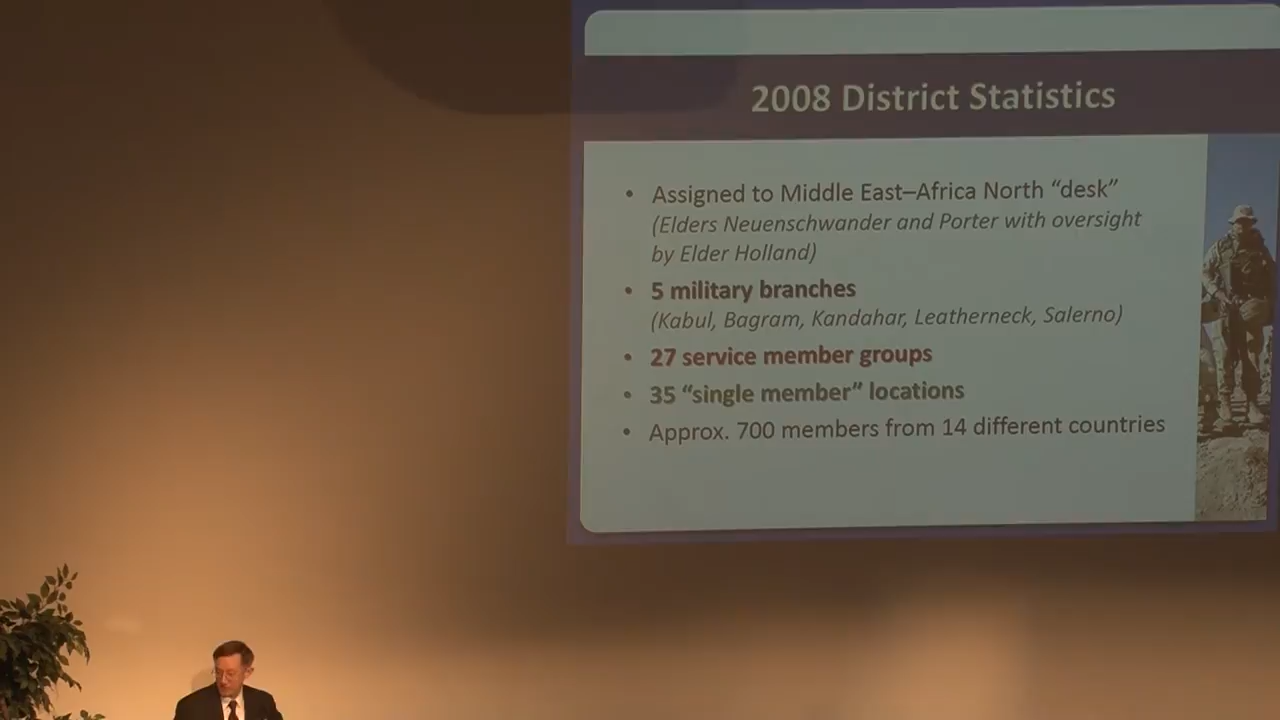 2008 District Statistics
• Assigned to Middle East–Africa North “desk”
(Elders Neuenschwander and Porter with oversight
by Elder Holland)
• 5 military branches
(Kabul, Bagram, Kandahar, Leatherneck, Salerno)
• 27 service member groups
• 35 “single member” locations
• Approx. 700 members from 14 different countries